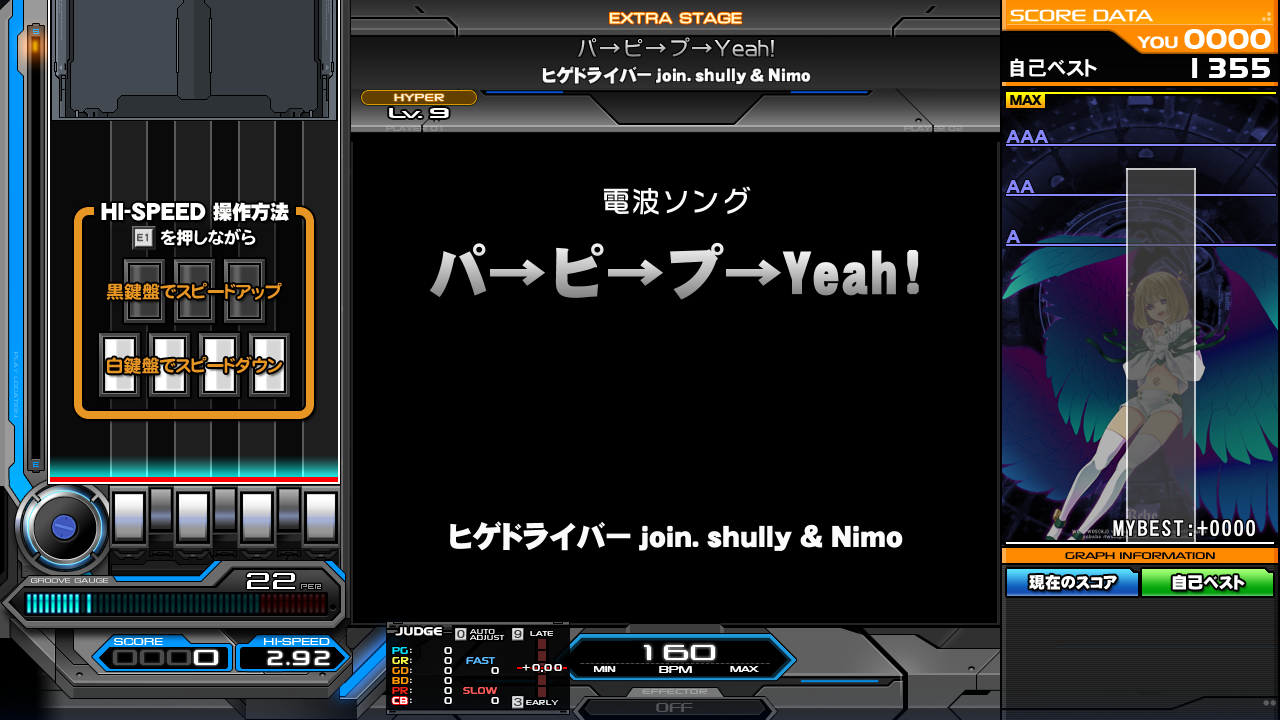 EXTRA STAGE
パ→ピ→プ→Yeah!
ヒゲドライバー join. shully & Nimo
HYPER
Lv. 9
PLAYER 01
PLAYER 02
HI-SPEED 操作方法
E1 を押しながら
黒鍵盤でスピードアップ
白鍵盤でスピードダウン
電波ソング
パ→ピ→プ→Yeah!
ヒゲドライバー join. shully & Nimo
GROOVE GAUGE
22 PER
SCORE
0000
HI-SPEED
2.92
JUDGE 0 AUTO ADJUST 9 LATE
PG: 0
GR: 0
GD: 0
BD: 0
PR: 0
CB: 0
FAST
0
SLOW
0
+0.00
3 EARLY
160
MIN BPM MAX
EFFECTOR
OFF
SCORE DATA
YOU 0000
自己ベスト 1355
MAX
AAA
AA
A
MYBEST:+0000
GRAPH INFORMATION
現在のスコア 自己ベスト